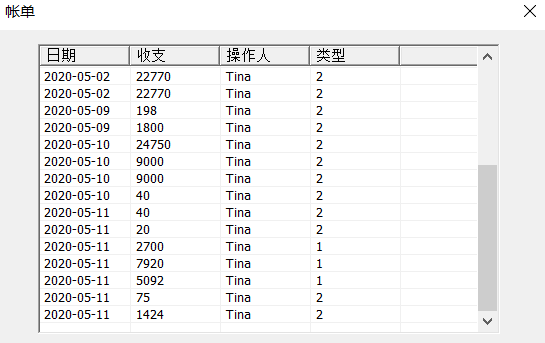 帐单
日期 收支 操作人 类型
2020-05-02 22770 Tina 2
2020-05-02 22770 Tina 2
2020-05-09 198 Tina 2
2020-05-09 1800 Tina 2
2020-05-10 24750 Tina 2
2020-05-10 9000 Tina 2
2020-05-10 9000 Tina 2
2020-05-10 40 Tina 2
2020-05-11 40 Tina 2
2020-05-11 20 Tina 2
2020-05-11 2700 Tina 1
2020-05-11 7920 Tina 1
2020-05-11 5092 Tina 1
2020-05-11 75 Tina 2
2020-05-11 1424 Tina 2